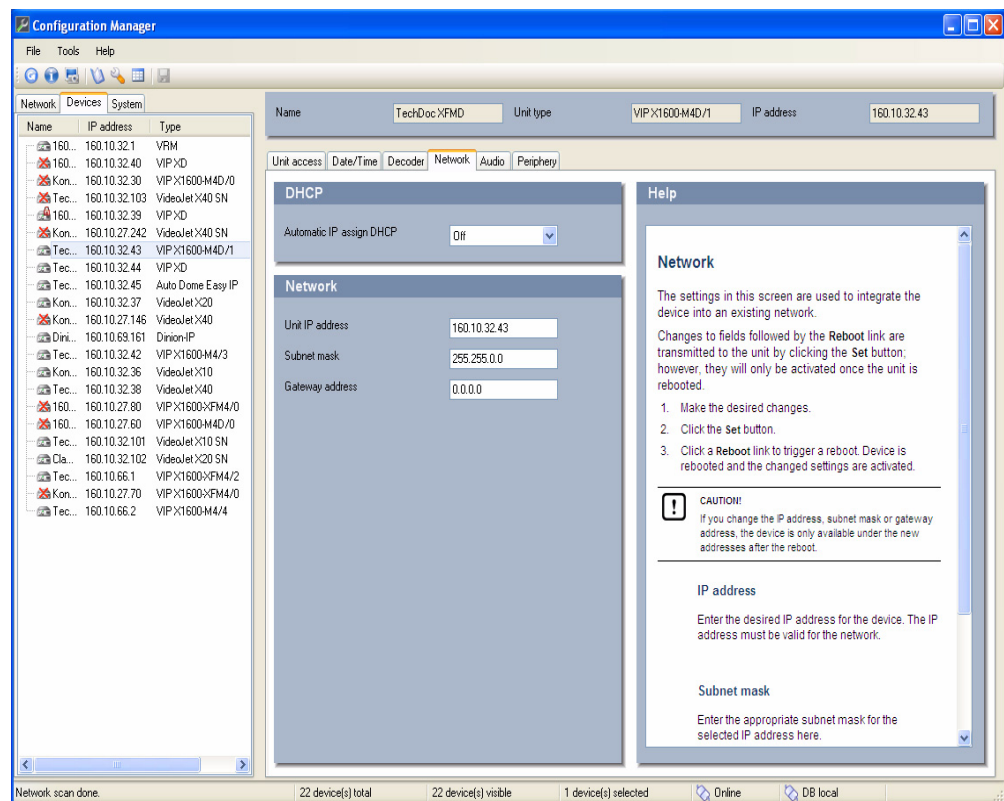 Configuration Manager
File Tools Help
Network Devices System
Name IP address Type
160... 160.10.32.1 VRM
160... 160.10.32.40 VIP XD
Kon... 160.10.32.30 VIP X1600-M4D/0
Tec... 160.10.32.103 VideoJet X40 SN
160... 160.10.32.39 VIP XD
Kon... 160.10.27.242 VideoJet X40 SN
Tec... 160.10.32.43 VIP X1600-M4D/1
Tec... 160.10.32.44 VIP XD
Tec... 160.10.32.45 Auto Dome Easy IP
Kon... 160.10.32.37 VideoJet X20
Kon... 160.10.27.146 VideoJet X40
Dini... 160.10.69.161 Dinion-IP
Tec... 160.10.32.42 VIP X1600-M4/3
Kon... 160.10.32.36 VideoJet X10
Tec... 160.10.32.38 VideoJet X40
160... 160.10.27.80 VIP X1600-XFM4/0
160... 160.10.27.60 VIP X1600-M4D/0
Tec... 160.10.32.101 VideoJet X10 SN
Cla... 160.10.32.102 VideoJet X20 SN
Tec... 160.10.66.1 VIP X1600-XFM4/2
Kon... 160.10.27.70 VIP X1600-XFM4/0
Tec... 160.10.66.2 VIP X1600-M4/4
Name TechDoc XFMD Unit type VIP X1600-M4D/1 IP address 160.10.32.43
Unit access Date/Time Decoder Network Audio Periphery
DHCP
Automatic IP assign DHCP Off
Network
Unit IP address 160.10.32.43
Subnet mask 255.255.0.0
Gateway address 0.0.0.0
Help
Network
The settings in this screen are used to integrate the
device into an existing network.
Changes to fields followed by the Reboot link are
transmitted to the unit by clicking the Set button;
however, they will only be activated once the unit is
rebooted.
1. Make the desired changes.
2. Click the Set button.
3. Click a Reboot link to trigger a reboot. Device is
rebooted and the changed settings are activated.
CAUTION!
If you change the IP address, subnet mask or gateway
address, the device is only available under the new
addresses after the reboot.
IP address
Enter the desired IP address for the device. The IP
address must be valid for the network.
Subnet mask
Enter the appropriate subnet mask for the
selected IP address here.
Network scan done. 22 device(s) total 22 device(s) visible 1 device(s) selected Online DB local